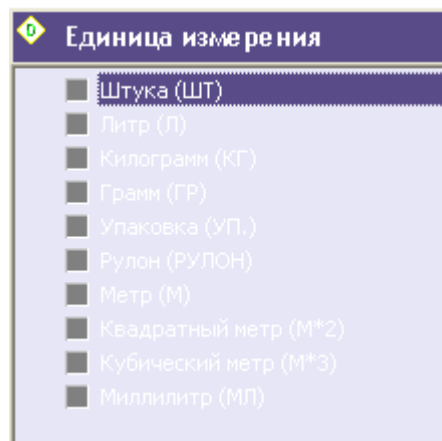 D
Единица измерения
Штука (ШТ)
Литр (Л)
Килограмм (КГ)
Грамм (ГР)
Упаковка (УП.)
Рулон (РУЛОН)
Метр (М)
Квадратный метр (М*2)
Кубический метр (М*3)
Миллилитр (МЛ)